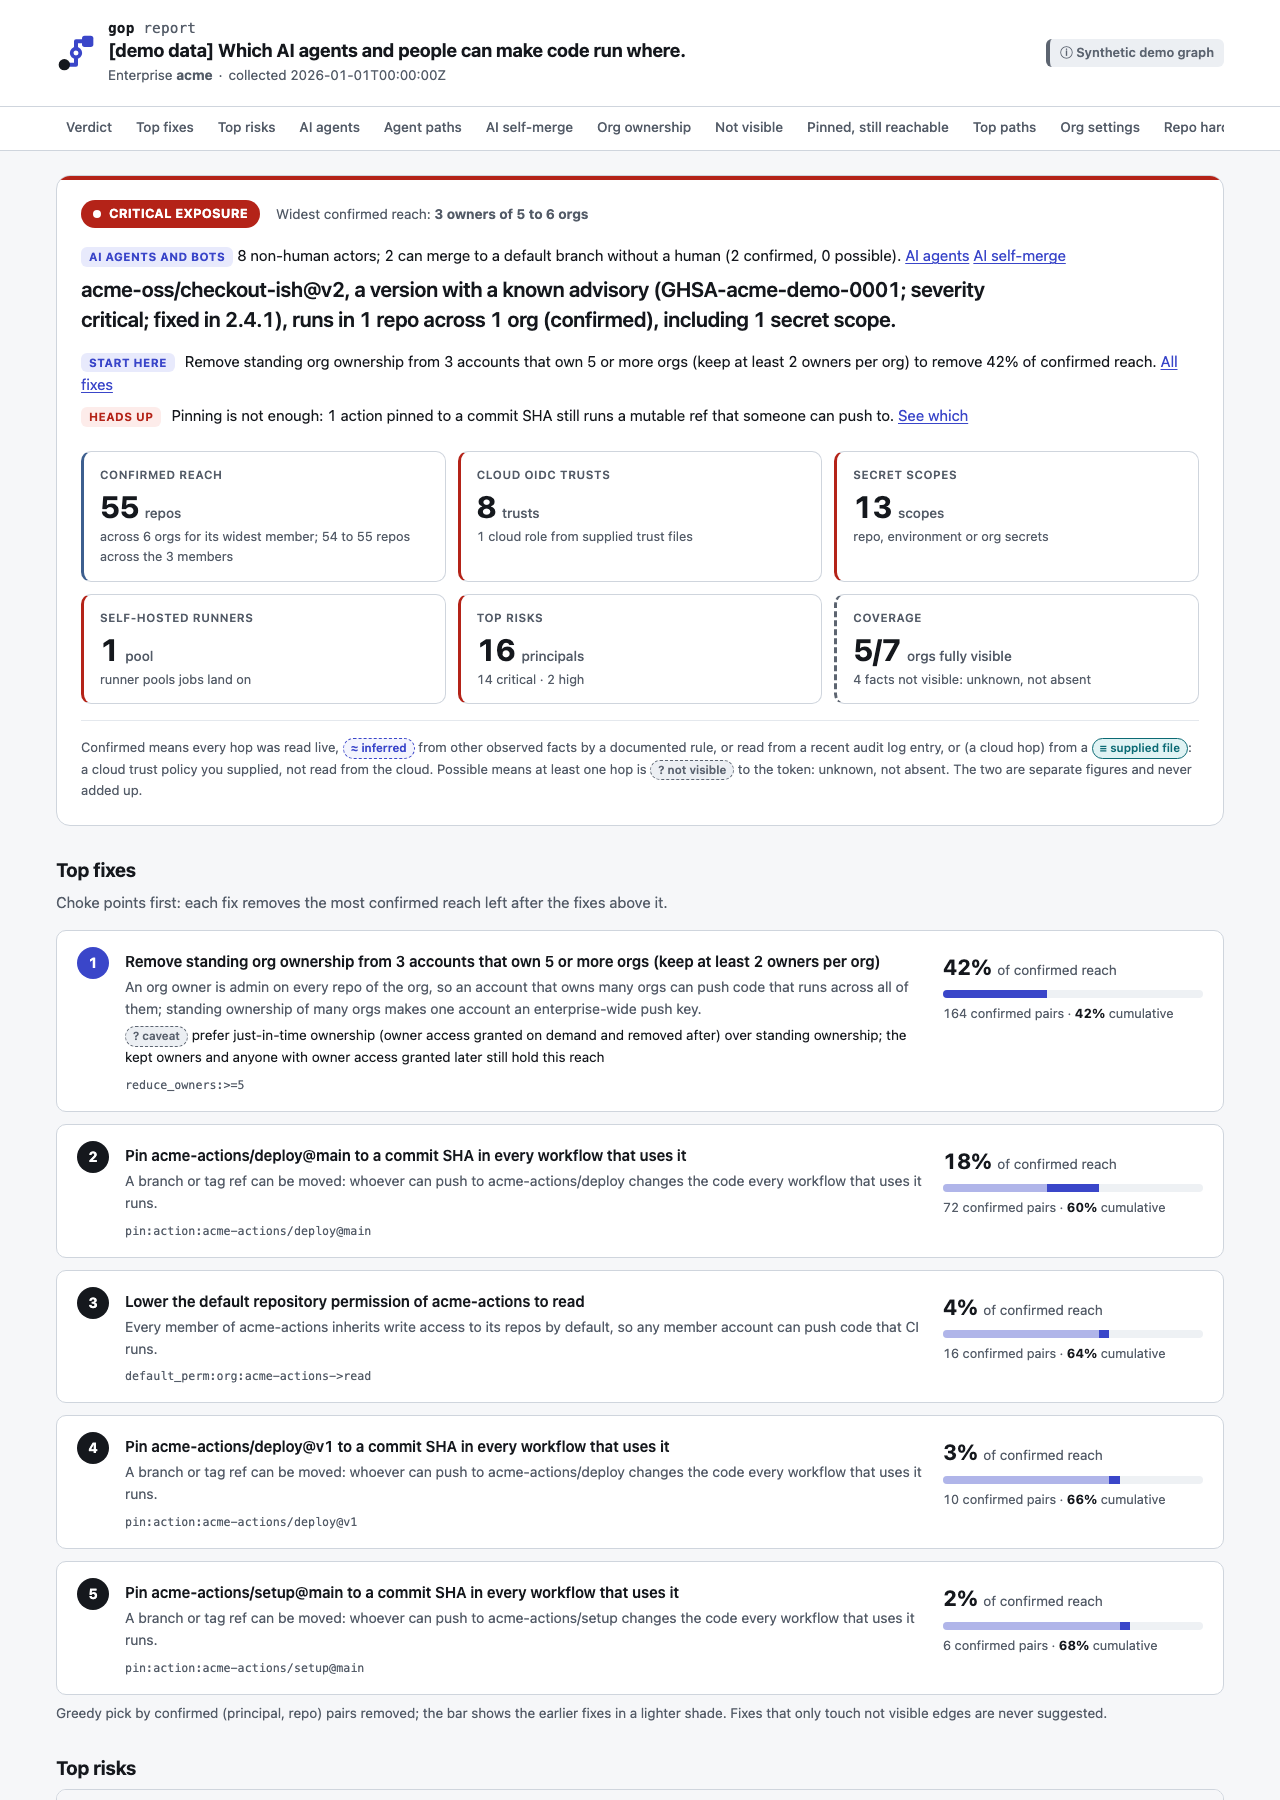 gop report
[demo data] Which AI agents and people can make code run where.
Enterprise acme · collected 2026-01-01T00:00:00Z
ⓘ Synthetic demo graph
Verdict Top fixes Top risks AI agents Agent paths AI self-merge Org ownership Not visible Pinned, still reachable Top paths Org settings Repo hard
CRITICAL EXPOSURE Widest confirmed reach: 3 owners of 5 to 6 orgs
AI AGENTS AND BOTS 8 non-human actors; 2 can merge to a default branch without a human (2 confirmed, 0 possible). AI agents AI self-merge
acme-oss/checkout-ish@v2, a version with a known advisory (GHSA-acme-demo-0001; severity
critical; fixed in 2.4.1), runs in 1 repo across 1 org (confirmed), including 1 secret scope.
START HERE Remove standing org ownership from 3 accounts that own 5 or more orgs (keep at least 2 owners per org) to remove 42% of confirmed reach. All
fixes
HEADS UP Pinning is not enough: 1 action pinned to a commit SHA still runs a mutable ref that someone can push to. See which
CONFIRMED REACH
55 repos
across 6 orgs for its widest member; 54 to 55 repos
across the 3 members
CLOUD OIDC TRUSTS
8 trusts
1 cloud role from supplied trust files
SECRET SCOPES
13 scopes
repo, environment or org secrets
SELF-HOSTED RUNNERS
1 pool
runner pools jobs land on
TOP RISKS
16 principals
14 critical · 2 high
COVERAGE
5/7 orgs fully visible
4 facts not visible: unknown, not absent
Confirmed means every hop was read live, ≈ inferred from other observed facts by a documented rule, or read from a recent audit log entry, or (a cloud hop) from a ≡ supplied file:
a cloud trust policy you supplied, not read from the cloud. Possible means at least one hop is ? not visible to the token: unknown, not absent. The two are separate figures and never
added up.
Top fixes
Choke points first: each fix removes the most confirmed reach left after the fixes above it.
1 Remove standing org ownership from 3 accounts that own 5 or more orgs (keep at least 2 owners per org)
An org owner is admin on every repo of the org, so an account that owns many orgs can push code that runs across all of
them; standing ownership of many orgs makes one account an enterprise-wide push key.
? caveat prefer just-in-time ownership (owner access granted on demand and removed after) over standing ownership; the
kept owners and anyone with owner access granted later still hold this reach
reduce_owners:>=5
42% of confirmed reach
164 confirmed pairs · 42% cumulative
2 Pin acme-actions/deploy@main to a commit SHA in every workflow that uses it
A branch or tag ref can be moved: whoever can push to acme-actions/deploy changes the code every workflow that uses it
runs.
pin:action:acme-actions/deploy@main
18% of confirmed reach
72 confirmed pairs · 60% cumulative
3 Lower the default repository permission of acme-actions to read
Every member of acme-actions inherits write access to its repos by default, so any member account can push code that CI
runs.
default_perm:org:acme-actions->read
4% of confirmed reach
16 confirmed pairs · 64% cumulative
4 Pin acme-actions/deploy@v1 to a commit SHA in every workflow that uses it
A branch or tag ref can be moved: whoever can push to acme-actions/deploy changes the code every workflow that uses it
runs.
pin:action:acme-actions/deploy@v1
3% of confirmed reach
10 confirmed pairs · 66% cumulative
5 Pin acme-actions/setup@main to a commit SHA in every workflow that uses it
A branch or tag ref can be moved: whoever can push to acme-actions/setup changes the code every workflow that uses it
runs.
pin:action:acme-actions/setup@main
2% of confirmed reach
6 confirmed pairs · 68% cumulative
Greedy pick by confirmed (principal, repo) pairs removed; the bar shows the earlier fixes in a lighter shade. Fixes that only touch not visible edges are never suggested.
Top risks